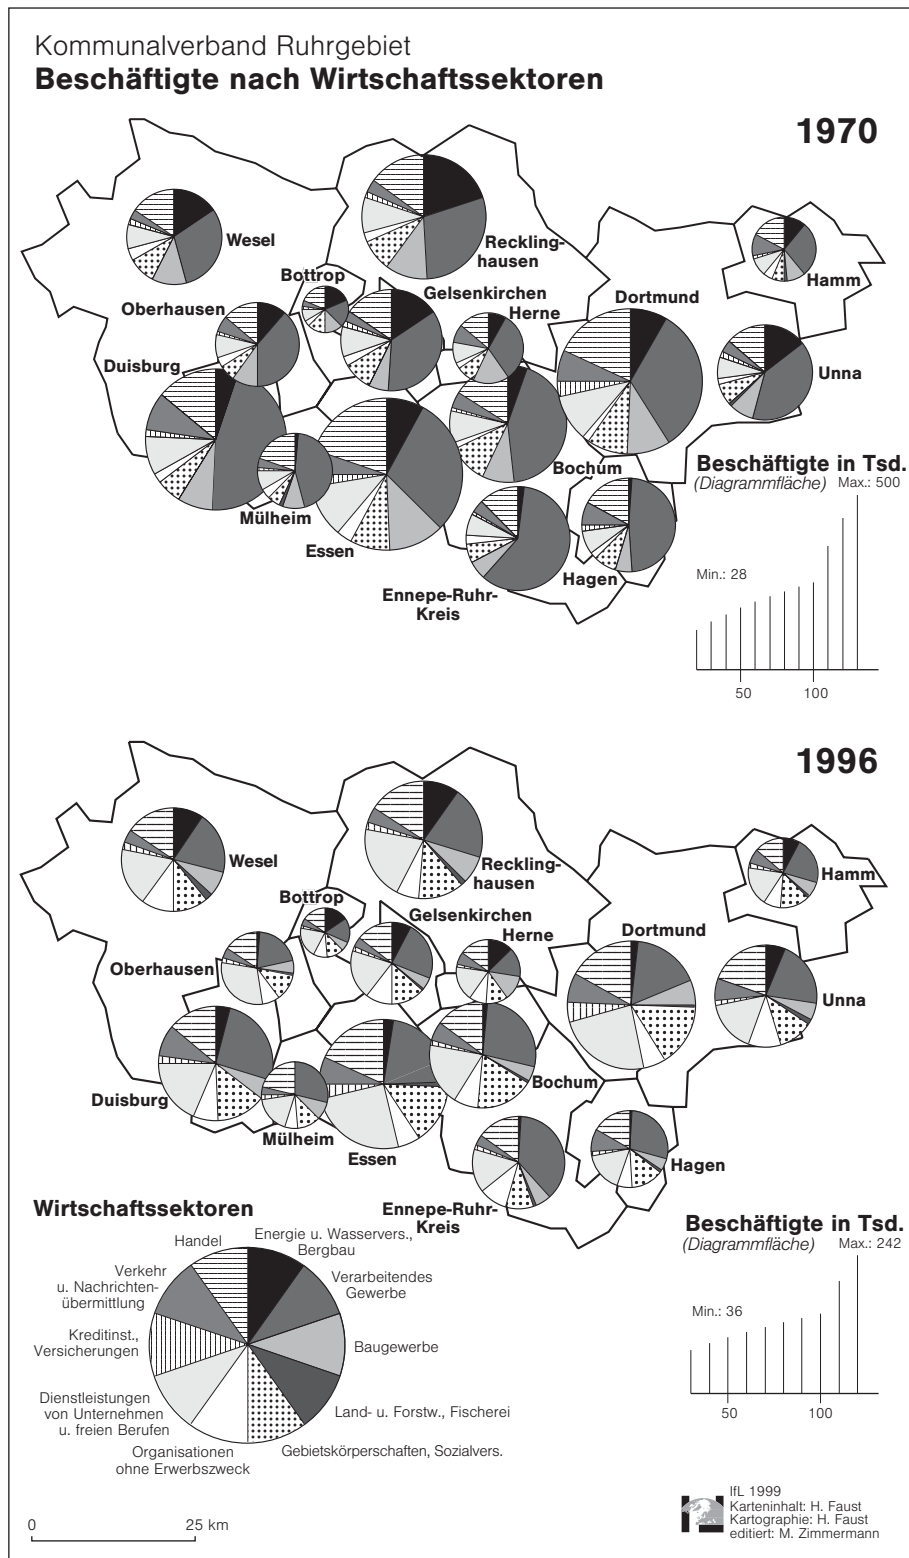 Kommunalverband Ruhrgebiet
Beschäftigte nach Wirtschaftssektoren
1970
Wesel
Reckling-
hausen
Hamm
Bottrop
Oberhausen
Gelsenkirchen
Herne
Dortmund
Duisburg
Unna
Bochum
Mülheim
Essen
Hagen
Ennepe-Ruhr-
Kreis
Beschäftigte in Tsd.
(Diagrammfläche) Max.: 500
Min.: 28
50 100
1996
Wesel
Reckling-
hausen
Hamm
Bottrop
Gelsenkirchen
Herne
Dortmund
Oberhausen
Unna
Bochum
Duisburg
Mülheim
Essen
Hagen
Ennepe-Ruhr-
Kreis
Beschäftigte in Tsd.
(Diagrammfläche) Max.: 242
Min.: 36
50 100
Wirtschaftssektoren
Handel
Energie u. Wasservers.,
Bergbau
Verkehr
u. Nachrichten-
übermittlung
Verarbeitendes
Gewerbe
Kreditinst.,
Versicherungen
Baugewerbe
Dienstleistungen
von Unternehmen
u. freien Berufen
Land- u. Forstw., Fischerei
Organisationen
ohne Erwerbszweck
Gebietskörperschaften, Sozialvers.
0 25 km
IfL 1999
Karteninhalt: H. Faust
Kartographie: H. Faust
editiert: M. Zimmermann